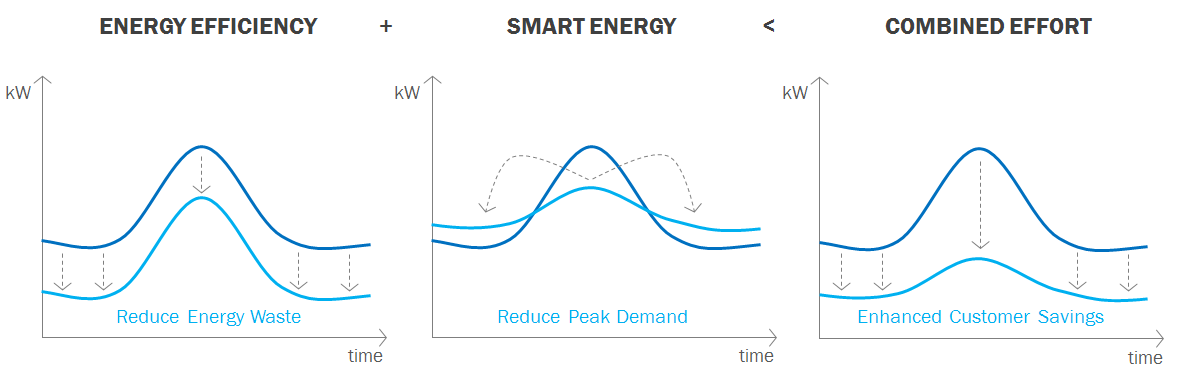 ENERGY EFFICIENCY + SMART ENERGY < COMBINED EFFORT
kW kW kW
Reduce Energy Waste Reduce Peak Demand Enhanced Customer Savings
time time time